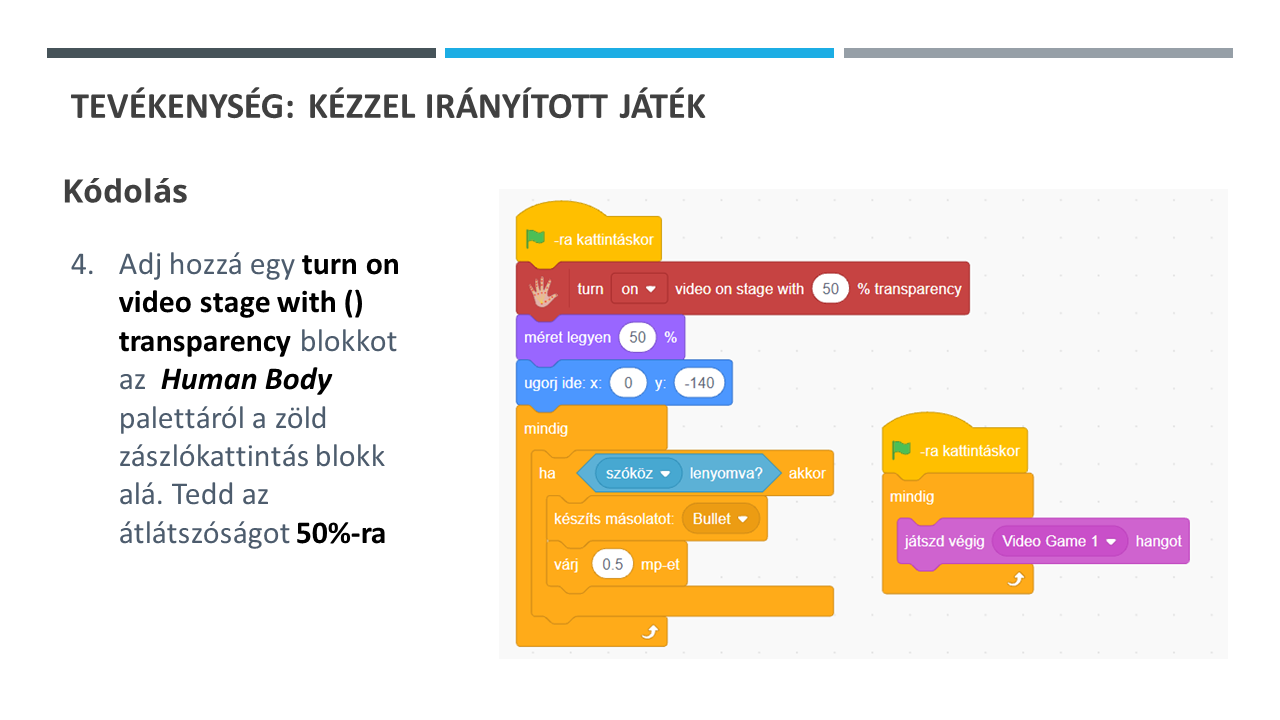 TEVÉKENYSÉG: KÉZZEL IRÁNYÍTOTT JÁTÉK
Kódolás
4. Adj hozzá egy turn on
video stage with ()
transparency blokkot
az Human Body
palettáról a zöld
zászlókattintás blokk
alá. Tedd az
átlátszóságot 50%-ra
-ra kattintáskor
turn on video on stage with 50 % transparency
méret legyen 50 %
ugorj ide: x: 0 y: -140
mindig
ha szóköz lenyomva? akkor
készíts másolatot: Bullet
várj 0.5 mp-et
-ra kattintáskor
mindig
játszd végig Video Game 1 hangot